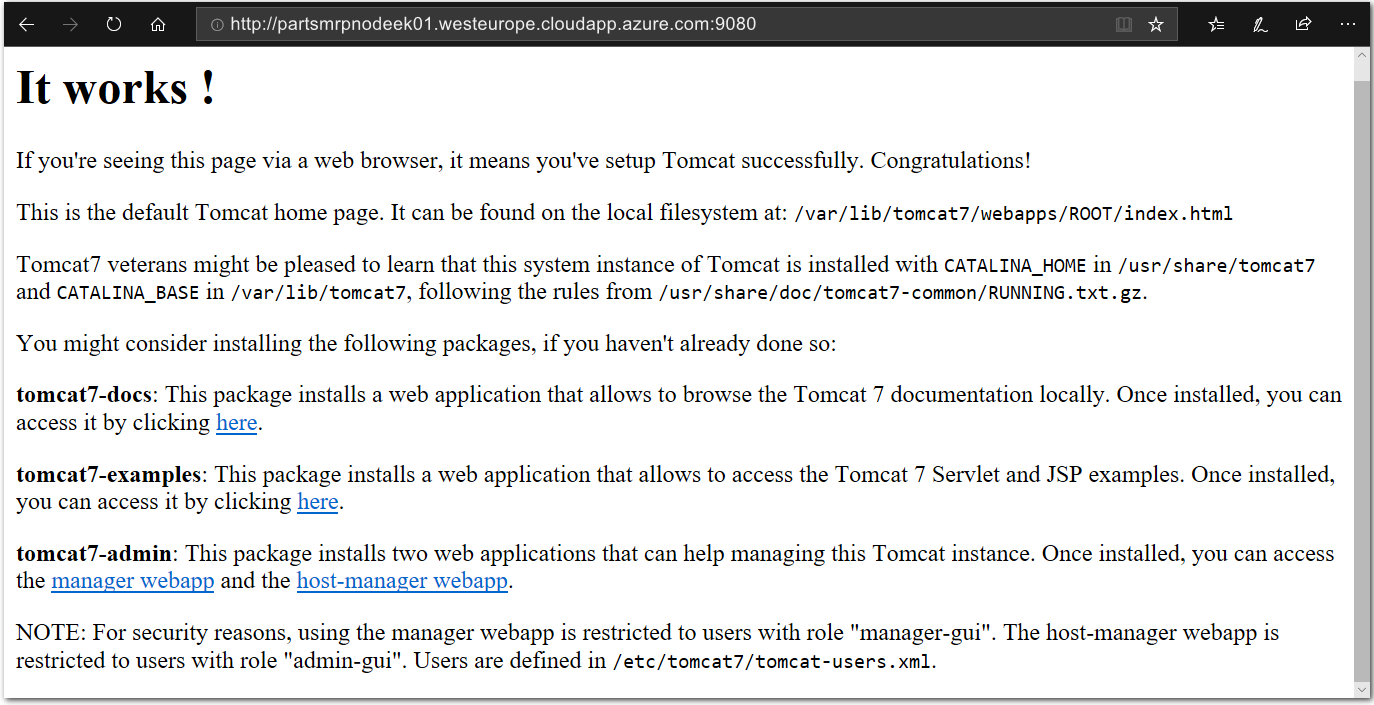 http://partsmrpnodeek01.westeurope.cloudapp.azure.com:9080
It works !
If you're seeing this page via a web browser, it means you've setup Tomcat successfully. Congratulations!
This is the default Tomcat home page. It can be found on the local filesystem at: /var/lib/tomcat7/webapps/ROOT/index.html
Tomcat7 veterans might be pleased to learn that this system instance of Tomcat is installed with CATALINA_HOME in /usr/share/tomcat7
and CATALINA_BASE in /var/lib/tomcat7, following the rules from /usr/share/doc/tomcat7-common/RUNNING.txt.gz.
You might consider installing the following packages, if you haven't already done so:
tomcat7-docs: This package installs a web application that allows to browse the Tomcat 7 documentation locally. Once installed, you can
access it by clicking here.
tomcat7-examples: This package installs a web application that allows to access the Tomcat 7 Servlet and JSP examples. Once installed,
you can access it by clicking here.
tomcat7-admin: This package installs two web applications that can help managing this Tomcat instance. Once installed, you can access
the manager webapp and the host-manager webapp.
NOTE: For security reasons, using the manager webapp is restricted to users with role "manager-gui". The host-manager webapp is
restricted to users with role "admin-gui". Users are defined in /etc/tomcat7/tomcat-users.xml.